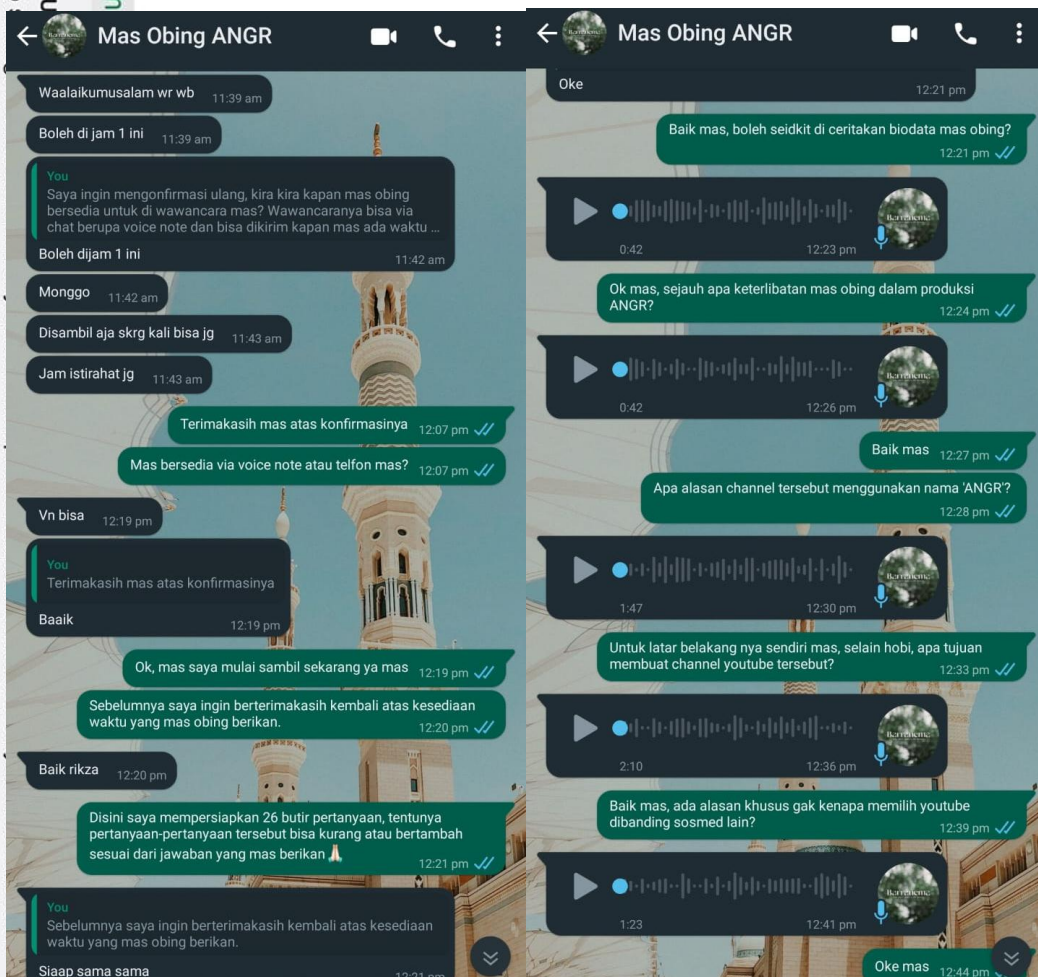 Mas Obing ANGR
Waalaikumusalam wr wb 11:39 am
Boleh di jam 1 ini 11:39 am
You
Saya ingin mengonfirmasi ulang, kira kira kapan mas obing
bersedia untuk di wawancara mas? Wawancaranya bisa via
chat berupa voice note dan bisa dikirim kapan mas ada waktu ...
Boleh dijam 1 ini 11:42 am
Monggo 11:42 am
Disambil aja skrg kali bisa jg 11:43 am
Jam istirahat jg 11:43 am
Terimakasih mas atas konfirmasinya 12:07 pm
Mas bersedia via voice note atau telfon mas? 12:07 pm
Vn bisa 12:19 pm
You
Terimakasih mas atas konfirmasinya
Baaik 12:19 pm
Ok, mas saya mulai sambil sekarang ya mas 12:19 pm
Sebelumnya saya ingin berterimakasih kembali atas kesediaan
waktu yang mas obing berikan. 12:20 pm
Baik rikza 12:20 pm
Disini saya mempersiapkan 26 butir pertanyaan, tentunya
pertanyaan-pertanyaan tersebut bisa kurang atau bertambah
sesuai dari jawaban yang mas berikan 🙏🏻 12:21 pm
You
Sebelumnya saya ingin berterimakasih kembali atas kesediaan
waktu yang mas obing berikan.
Siaap sama sama 12:21 pm
Mas Obing ANGR
Oke 12:21 pm
Baik mas, boleh seidkit di ceritakan biodata mas obing?
12:21 pm
0:42 12:23 pm
Ok mas, sejauh apa keterlibatan mas obing dalam produksi
ANGR? 12:24 pm
0:42 12:26 pm
Baik mas 12:27 pm
Apa alasan channel tersebut menggunakan nama 'ANGR'?
12:28 pm
1:47 12:30 pm
Untuk latar belakang nya sendiri mas, selain hobi, apa tujuan
membuat channel youtube tersebut? 12:33 pm
2:10 12:36 pm
Baik mas, ada alasan khusus gak kenapa memilih youtube
dibanding sosmed lain? 12:39 pm
1:23 12:41 pm
Oke mas 12:44 pm